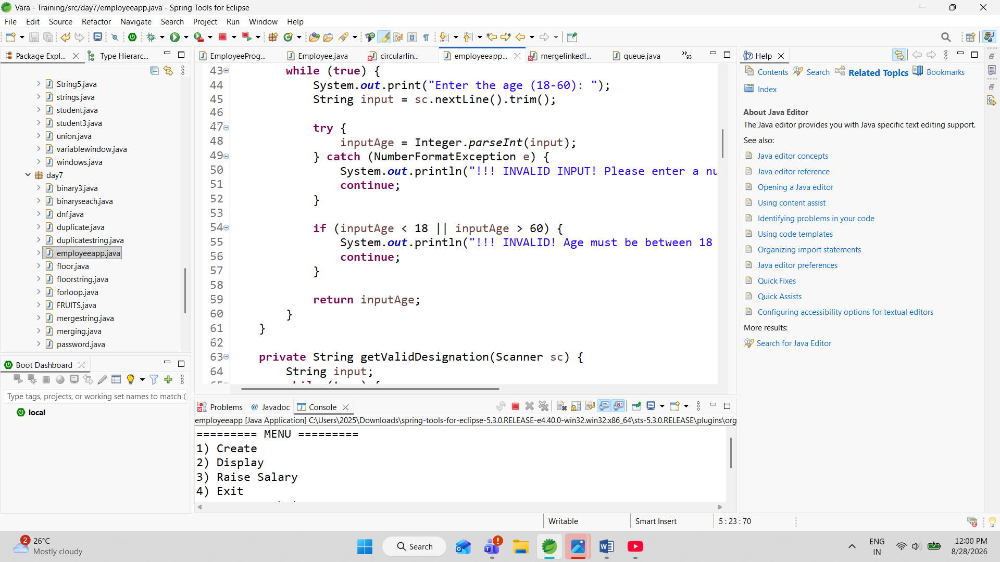 Vara - Training/src/day7/employeeapp.java - Spring Tools for Eclipse
File Edit Source Refactor Navigate Search Project Run Window Help
Package Expl... Type Hierarc...
String5.java
strings.java
student.java
student3.java
union.java
variablewindow.java
windows.java
day7
binary3.java
binaryseach.java
dnf.java
duplicate.java
duplicatestring.java
employeeapp.java
floor.java
floorstring.java
forloop.java
FRUITS.java
mergestring.java
merging.java
password.java
Boot Dashboard
Type tags, projects, or working set names to match (
local
EmployeeProg... Employee.java circularlin... employeeapp... mergelinkedl... queue.java »93
43 while (true) {
44 System.out.print("Enter the age (18-60): ");
45 String input = sc.nextLine().trim();
46
47 try {
48 inputAge = Integer.parseInt(input);
49 } catch (NumberFormatException e) {
50 System.out.println("!!! INVALID INPUT! Please enter a nu
51 continue;
52 }
53
54 if (inputAge < 18 || inputAge > 60) {
55 System.out.println("!!! INVALID! Age must be between 18
56 continue;
57 }
58
59 return inputAge;
60 }
61 }
62
63 private String getValidDesignation(Scanner sc) {
64 String input;
Problems Javadoc Console
employeeapp [Java Application] C:\Users\2025\Downloads\spring-tools-for-eclipse-5.3.0.RELEASE-e4.40.0-win32.win32.x86_64\sts-5.3.0.RELEASE\plugins\org
========= MENU =========
1) Create
2) Display
3) Raise Salary
4) Exit
Help
Contents Search Related Topics Bookmarks
Index
About Java Editor
The Java editor provides you with Java specific text editing support.
See also:
Java editor concepts
Java editor reference
Opening a Java editor
Using content assist
Identifying problems in your code
Using code templates
Organizing import statements
Java editor preferences
Quick Fixes
Quick Assists
Configuring accessibility options for textual editors
More results:
Search for Java Editor
Writable Smart Insert 5 : 23 : 70
2
26°C
Mostly cloudy
Search
ENG
IN
12:00 PM
8/28/2026